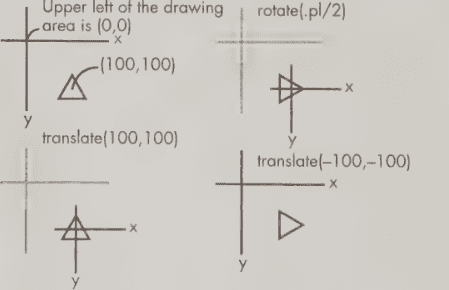 Upper left of the drawing
area is (0,0)
x
(100,100)
y
translate(100,100)
x
y
rotate(.pl/2)
x
y
translate(–100,–100)
x
y